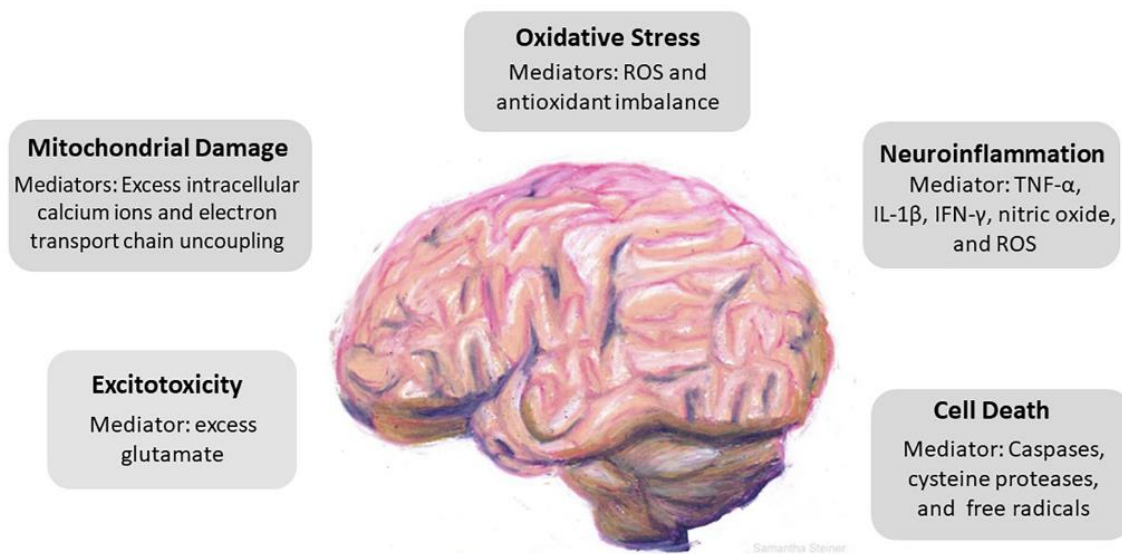 Oxidative Stress
Mediators: ROS and
antioxidant imbalance
Mitochondrial Damage
Mediators: Excess intracellular
calcium ions and electron
transport chain uncoupling
Neuroinflammation
Mediator: TNF-α,
IL-1β, IFN-γ, nitric oxide,
and ROS
Excitotoxicity
Mediator: excess
glutamate
Cell Death
Mediator: Caspases,
cysteine proteases,
and free radicals
Samantha Steiner